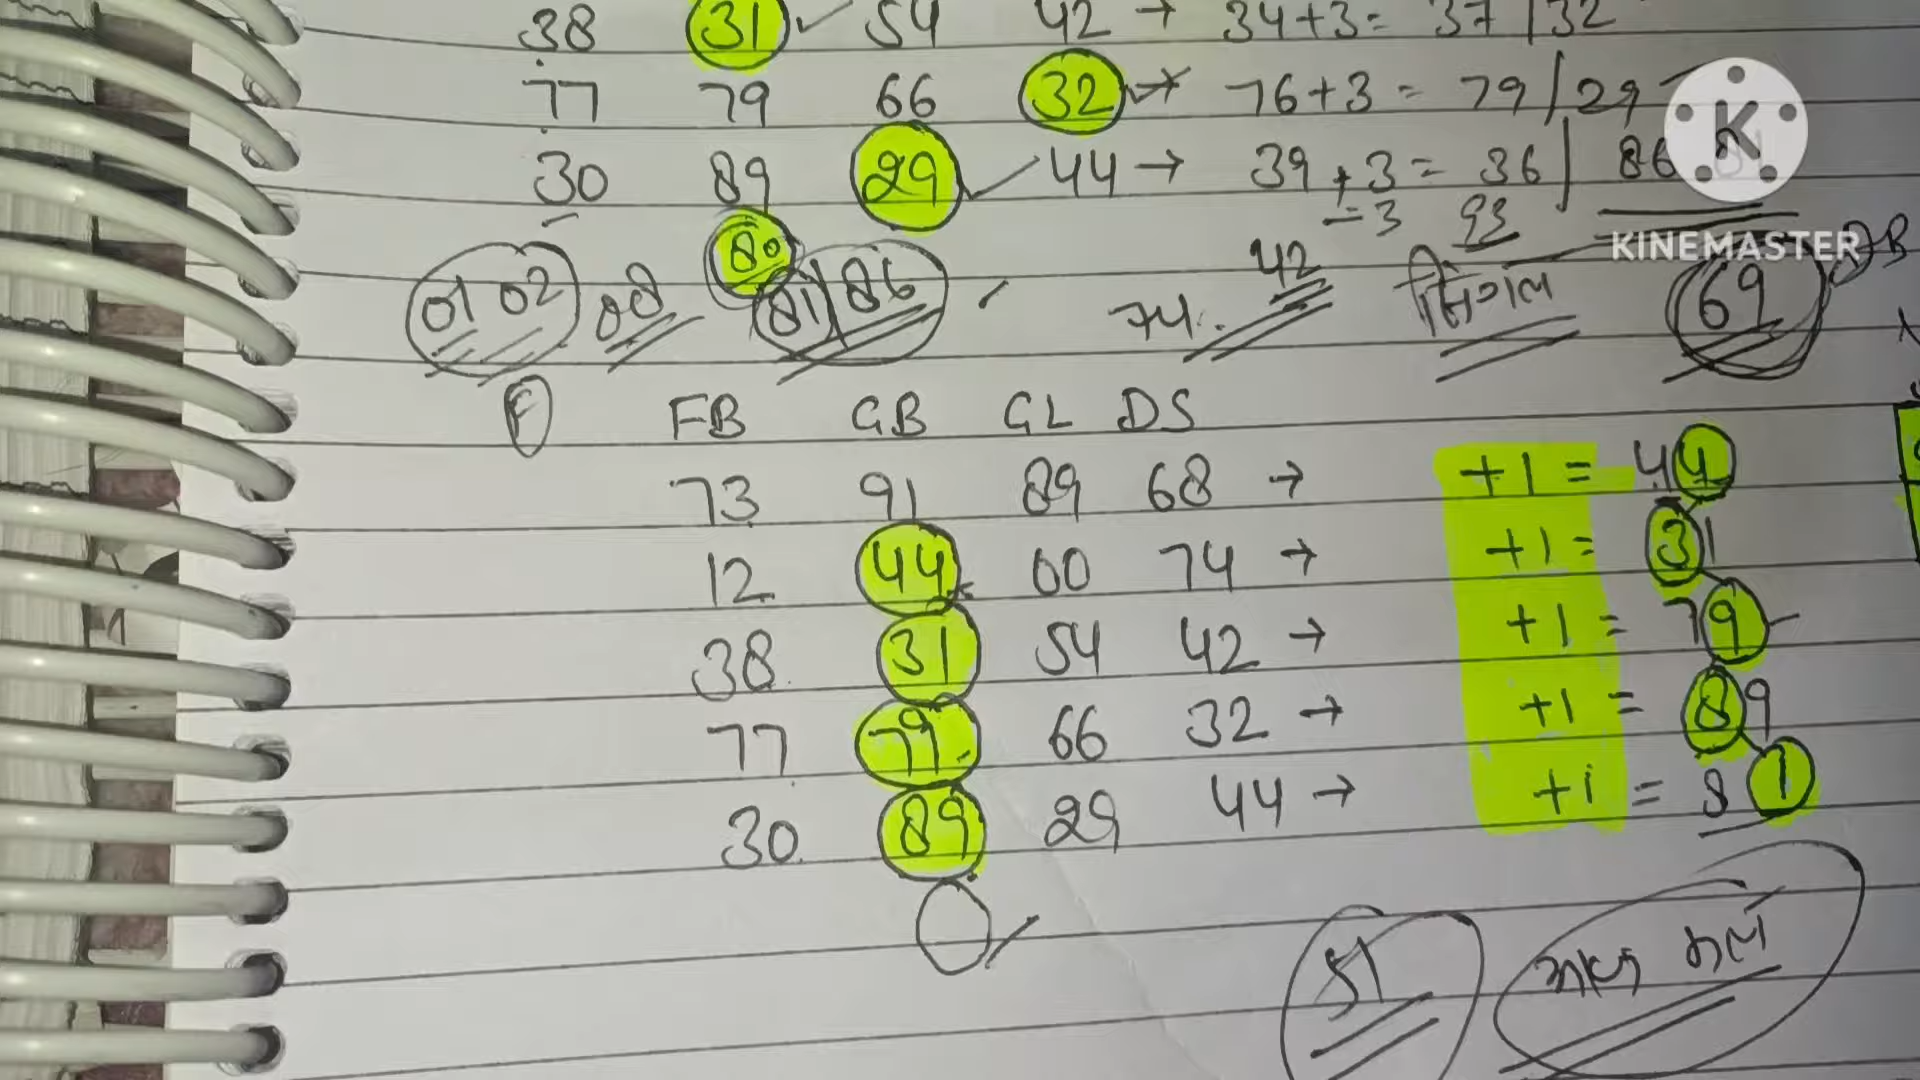 38 31 54 42 → 34+3= 37 / 32
77 79 66 32 → 76+3 = 79 / 29
30 89 29 44 → 39 +3 = 36 | 86
-3 93
K
KINEMASTER
80
01 02 81 / 86 74. 42 सिंगल 69
F FB GB GL DS
73 91 89 68 → +1 = 44
12 44 00 74 → +1 = 31
38 31 54 42 → +1 = 79
77 79 66 32 → +1 = 89
30 89 29 44 → +1 = 81